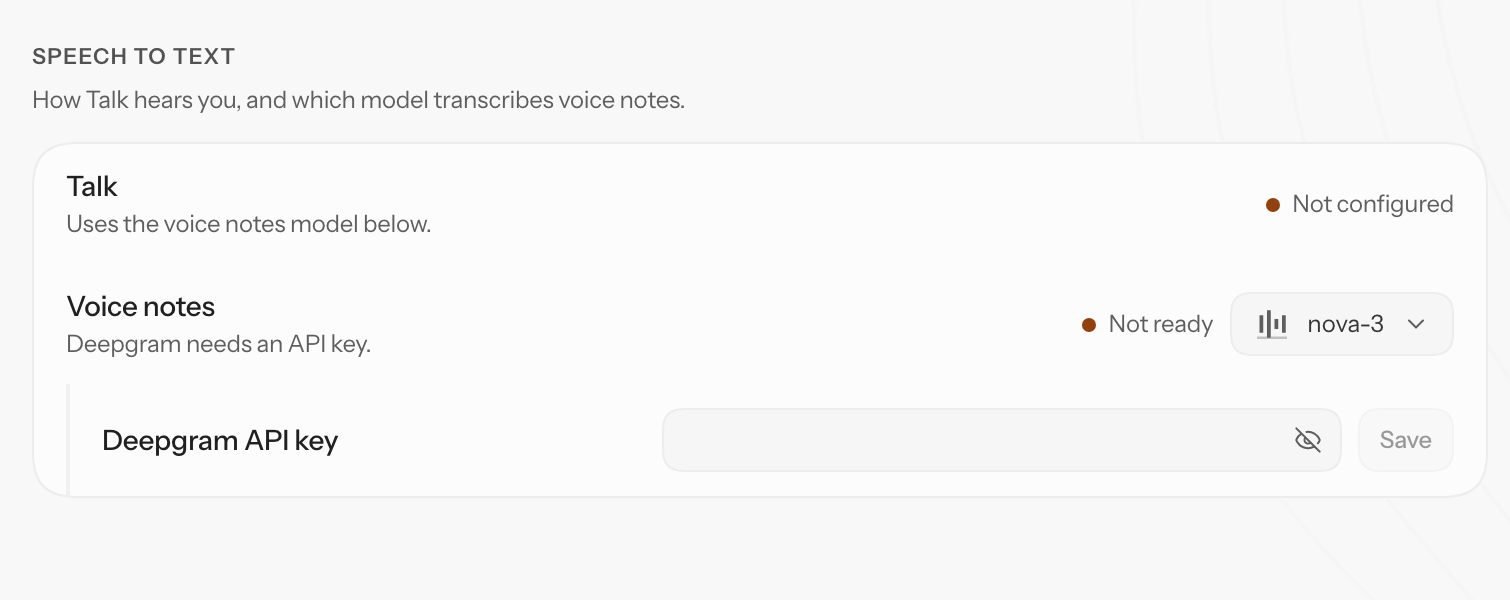 SPEECH TO TEXT
How Talk hears you, and which model transcribes voice notes.
Talk
Uses the voice notes model below.
Not configured
Voice notes
Deepgram needs an API key.
Not ready
nova-3
Deepgram API key
Save